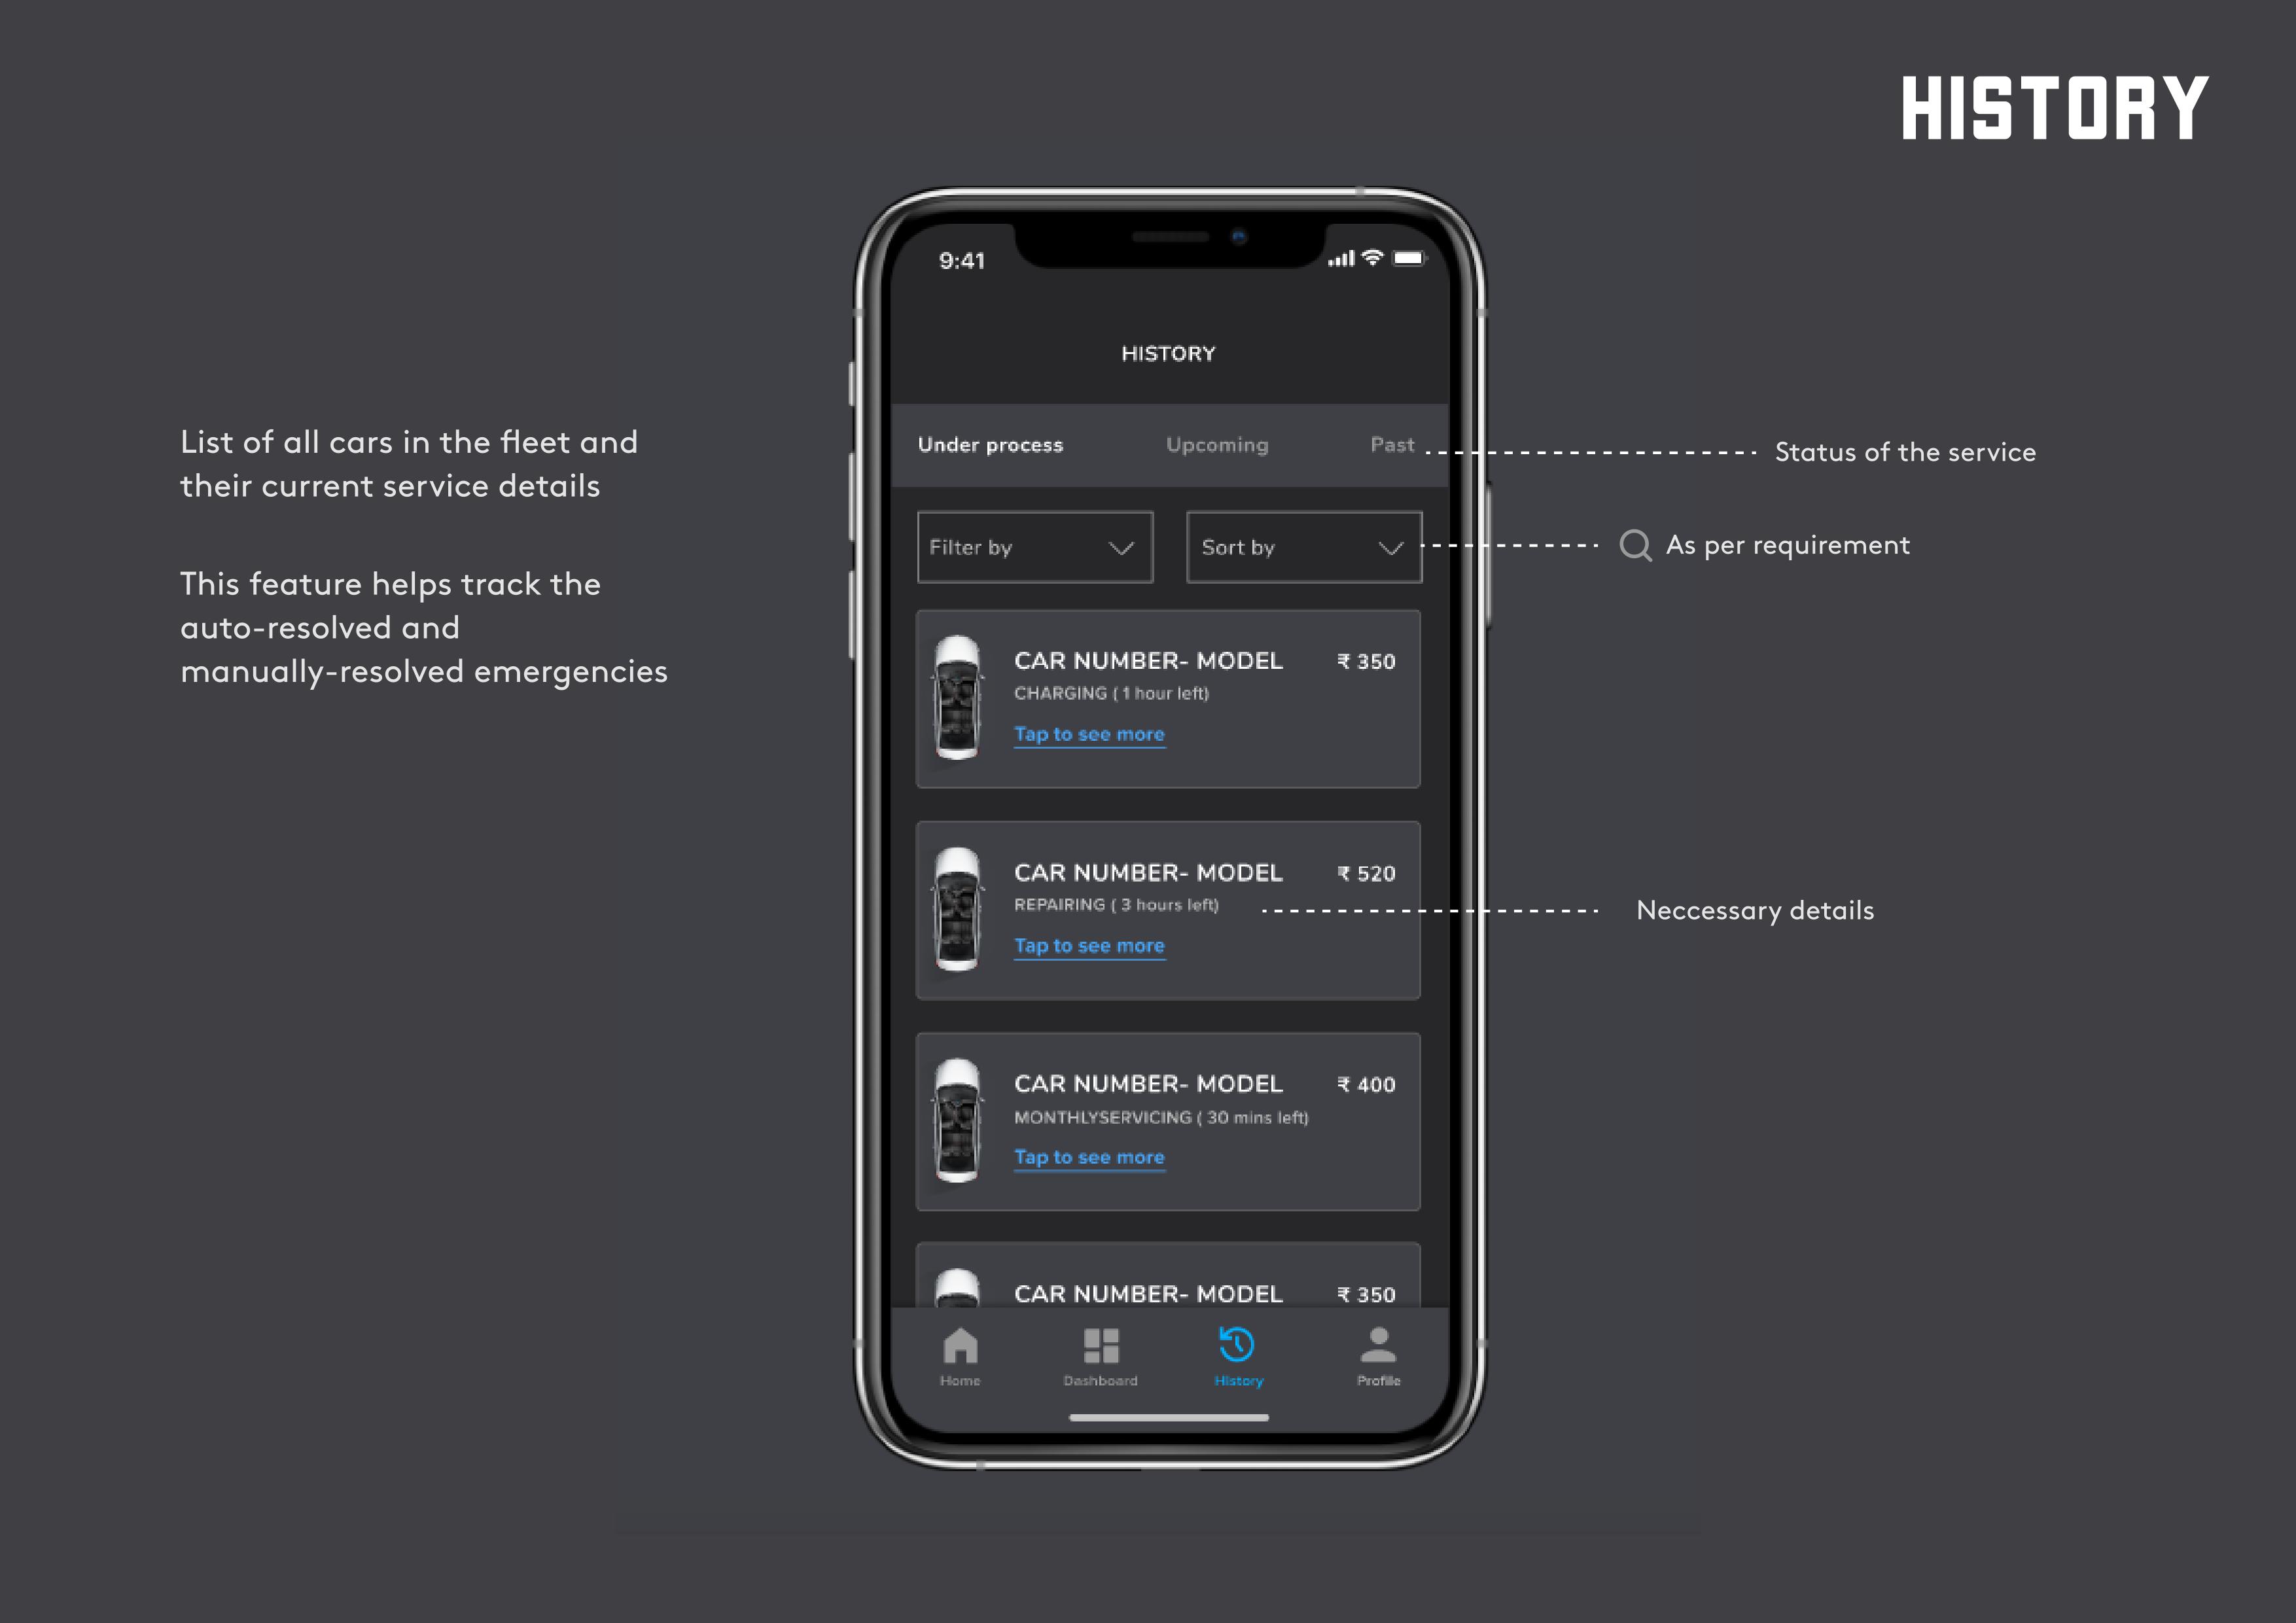 HISTORY
List of all cars in the fleet and
their current service details
This feature helps track the
auto-resolved and
manually-resolved emergencies
9:41
HISTORY
Under process Upcoming Past
Status of the service
Filter by Sort by
As per requirement
CAR NUMBER- MODEL ₹ 350
CHARGING ( 1 hour left)
Tap to see more
CAR NUMBER- MODEL ₹ 520
REPAIRING ( 3 hours left)
Tap to see more
Neccessary details
CAR NUMBER- MODEL ₹ 400
MONTHLYSERVICING ( 30 mins left)
Tap to see more
CAR NUMBER- MODEL ₹ 350
Home Dashboard History Profile